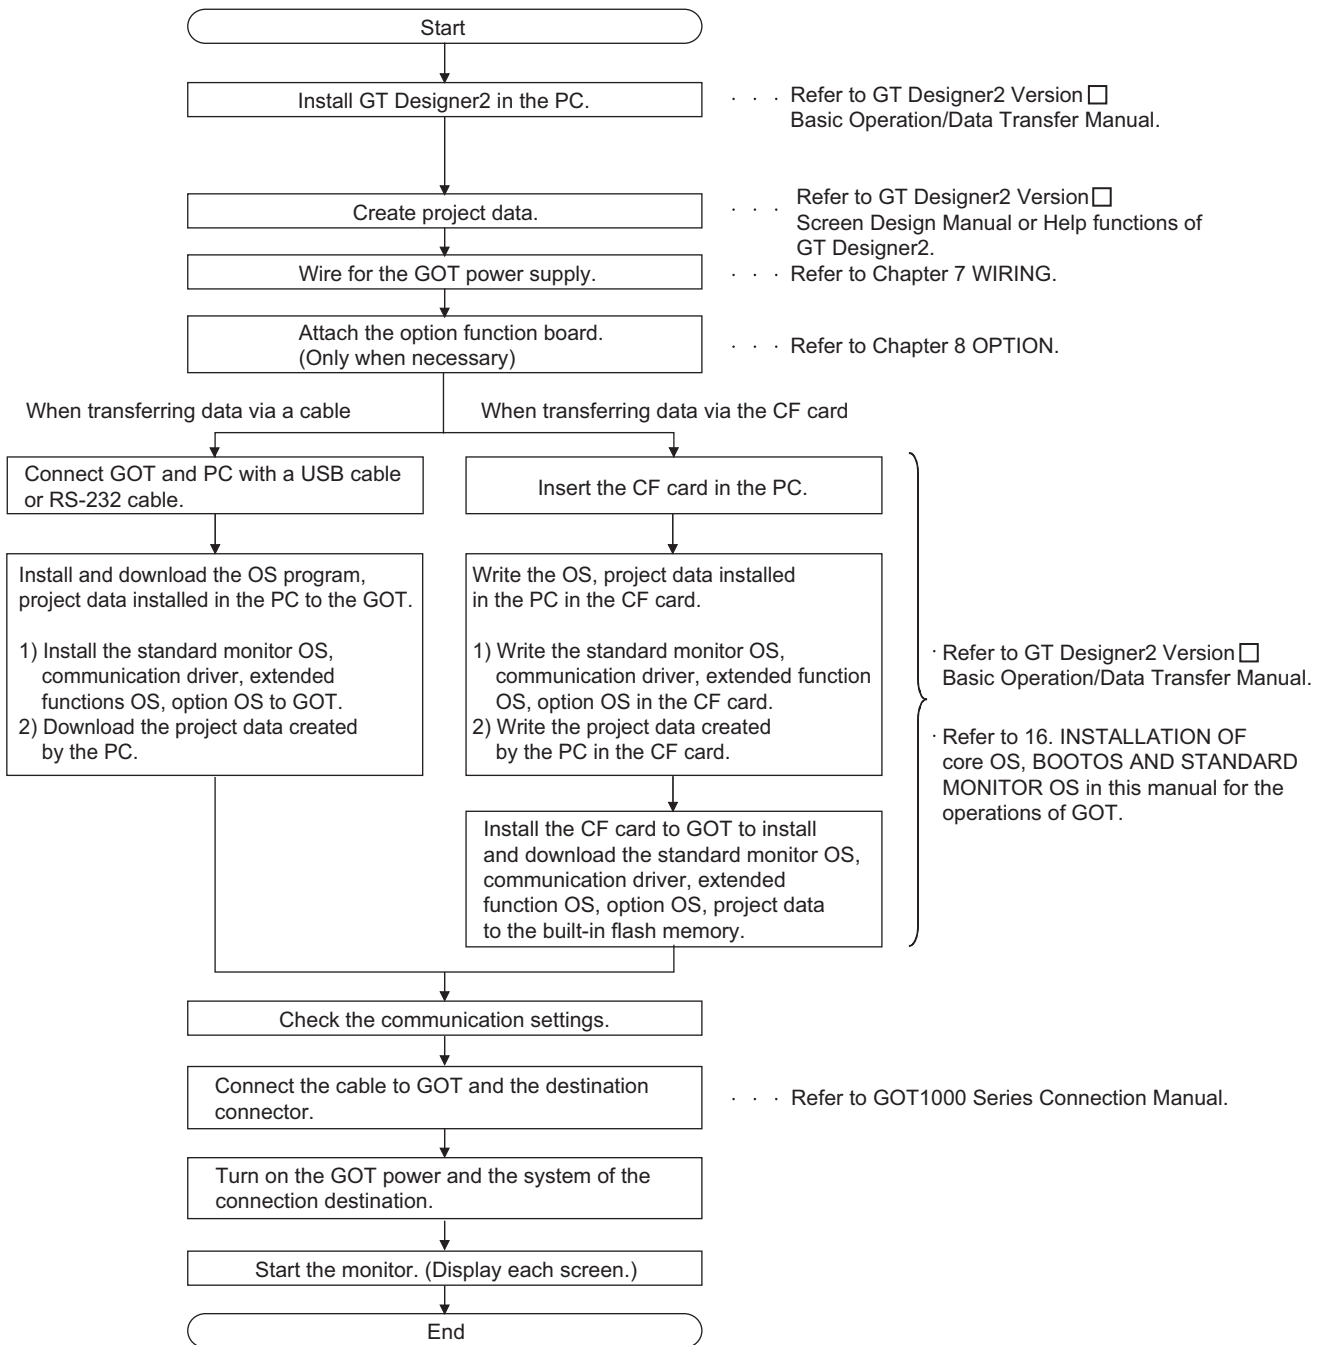 Start
Install GT Designer2 in the PC.
· · · Refer to GT Designer2 Version □
Basic Operation/Data Transfer Manual.
Create project data.
· · · Refer to GT Designer2 Version □
Screen Design Manual or Help functions of
GT Designer2.
Wire for the GOT power supply.
· · · Refer to Chapter 7 WIRING.
Attach the option function board.
(Only when necessary)
· · · Refer to Chapter 8 OPTION.
When transferring data via a cable
When transferring data via the CF card
Connect GOT and PC with a USB cable
or RS-232 cable.
Insert the CF card in the PC.
Install and download the OS program,
project data installed in the PC to the GOT.
1) Install the standard monitor OS,
communication driver, extended
functions OS, option OS to GOT.
2) Download the project data created
by the PC.
Write the OS, project data installed
in the PC in the CF card.
1) Write the standard monitor OS,
communication driver, extended function
OS, option OS in the CF card.
2) Write the project data created
by the PC in the CF card.
Install the CF card to GOT to install
and download the standard monitor OS,
communication driver, extended
function OS, option OS, project data
to the built-in flash memory.
· Refer to GT Designer2 Version □
Basic Operation/Data Transfer Manual.
· Refer to 16. INSTALLATION OF
core OS, BOOTOS AND STANDARD
MONITOR OS in this manual for the
operations of GOT.
Check the communication settings.
Connect the cable to GOT and the destination
connector.
· · · Refer to GOT1000 Series Connection Manual.
Turn on the GOT power and the system of the
connection destination.
Start the monitor. (Display each screen.)
End